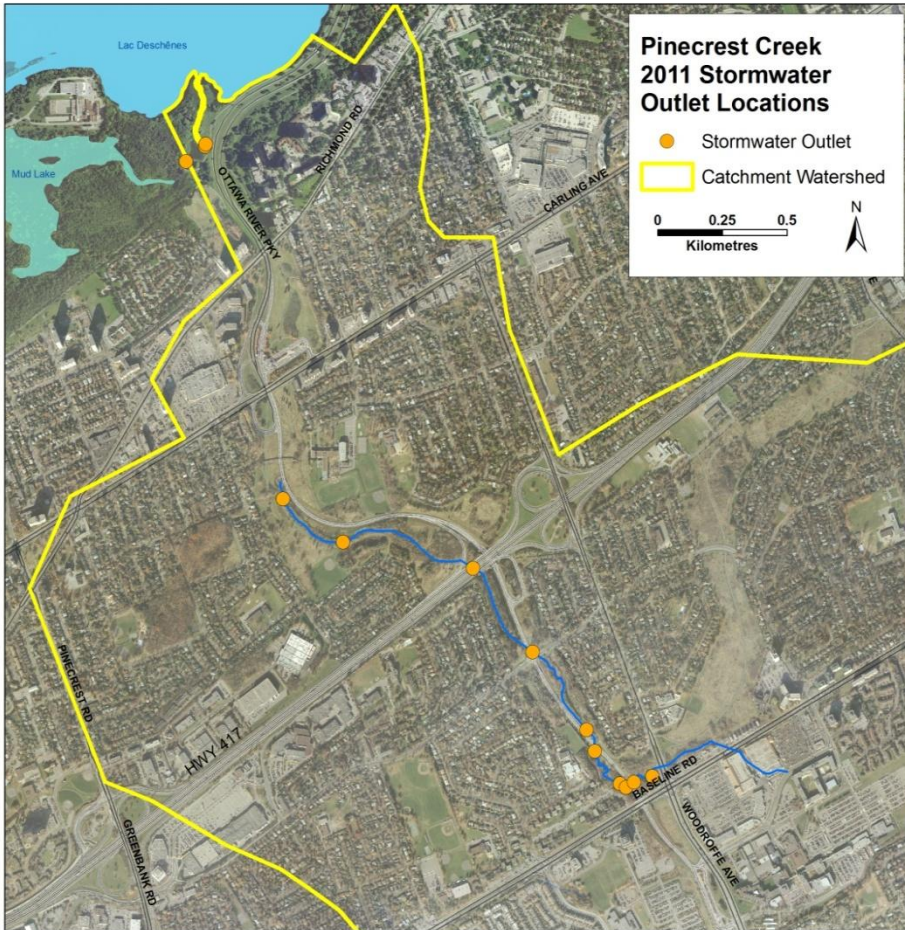 Lac Deschênes
Mud Lake
Pinecrest Creek
2011 Stormwater
Outlet Locations
Stormwater Outlet
Catchment Watershed
0 0.25 0.5
Kilometres
N
RICHMOND RD
OTTAWA RIVER PKY
CARLING AVE
PINECREST RD
HWY 417
BASELINE RD
WOODROFFE AVE
GREENBANK RD